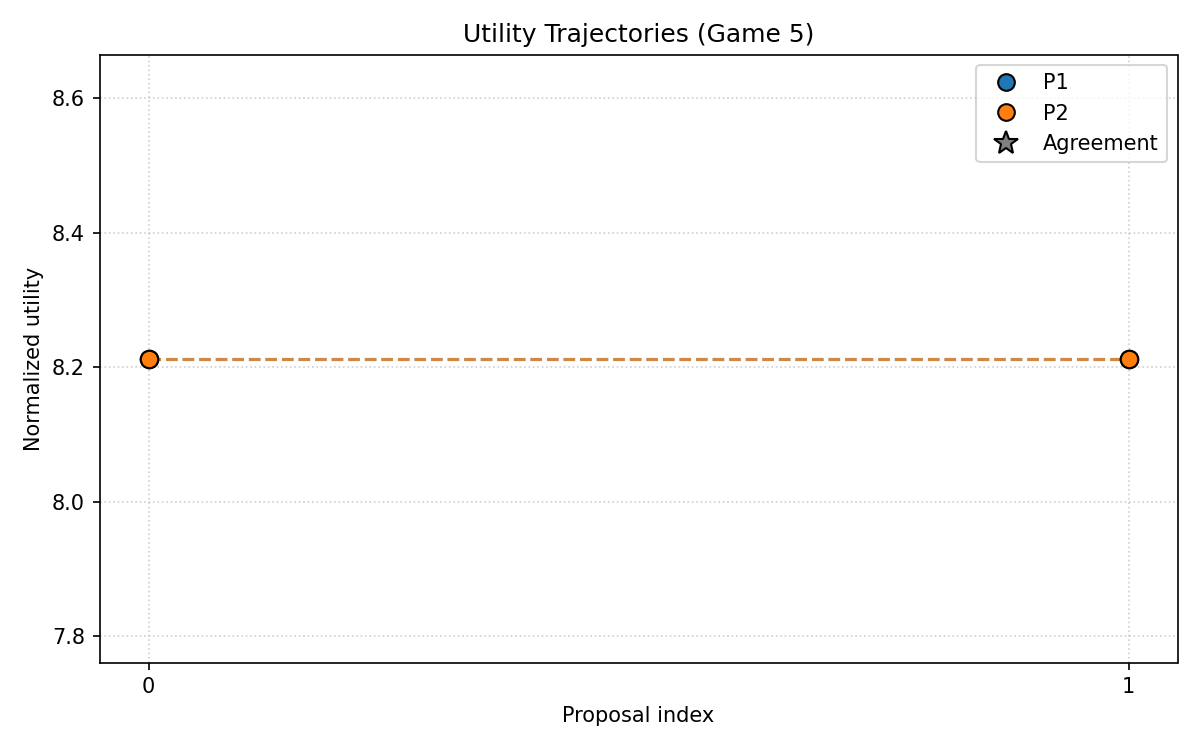 Utility Trajectories (Game 5)
P1
P2
Agreement
Normalized utility
8.6
8.4
8.2
8.0
7.8
0
1
Proposal index